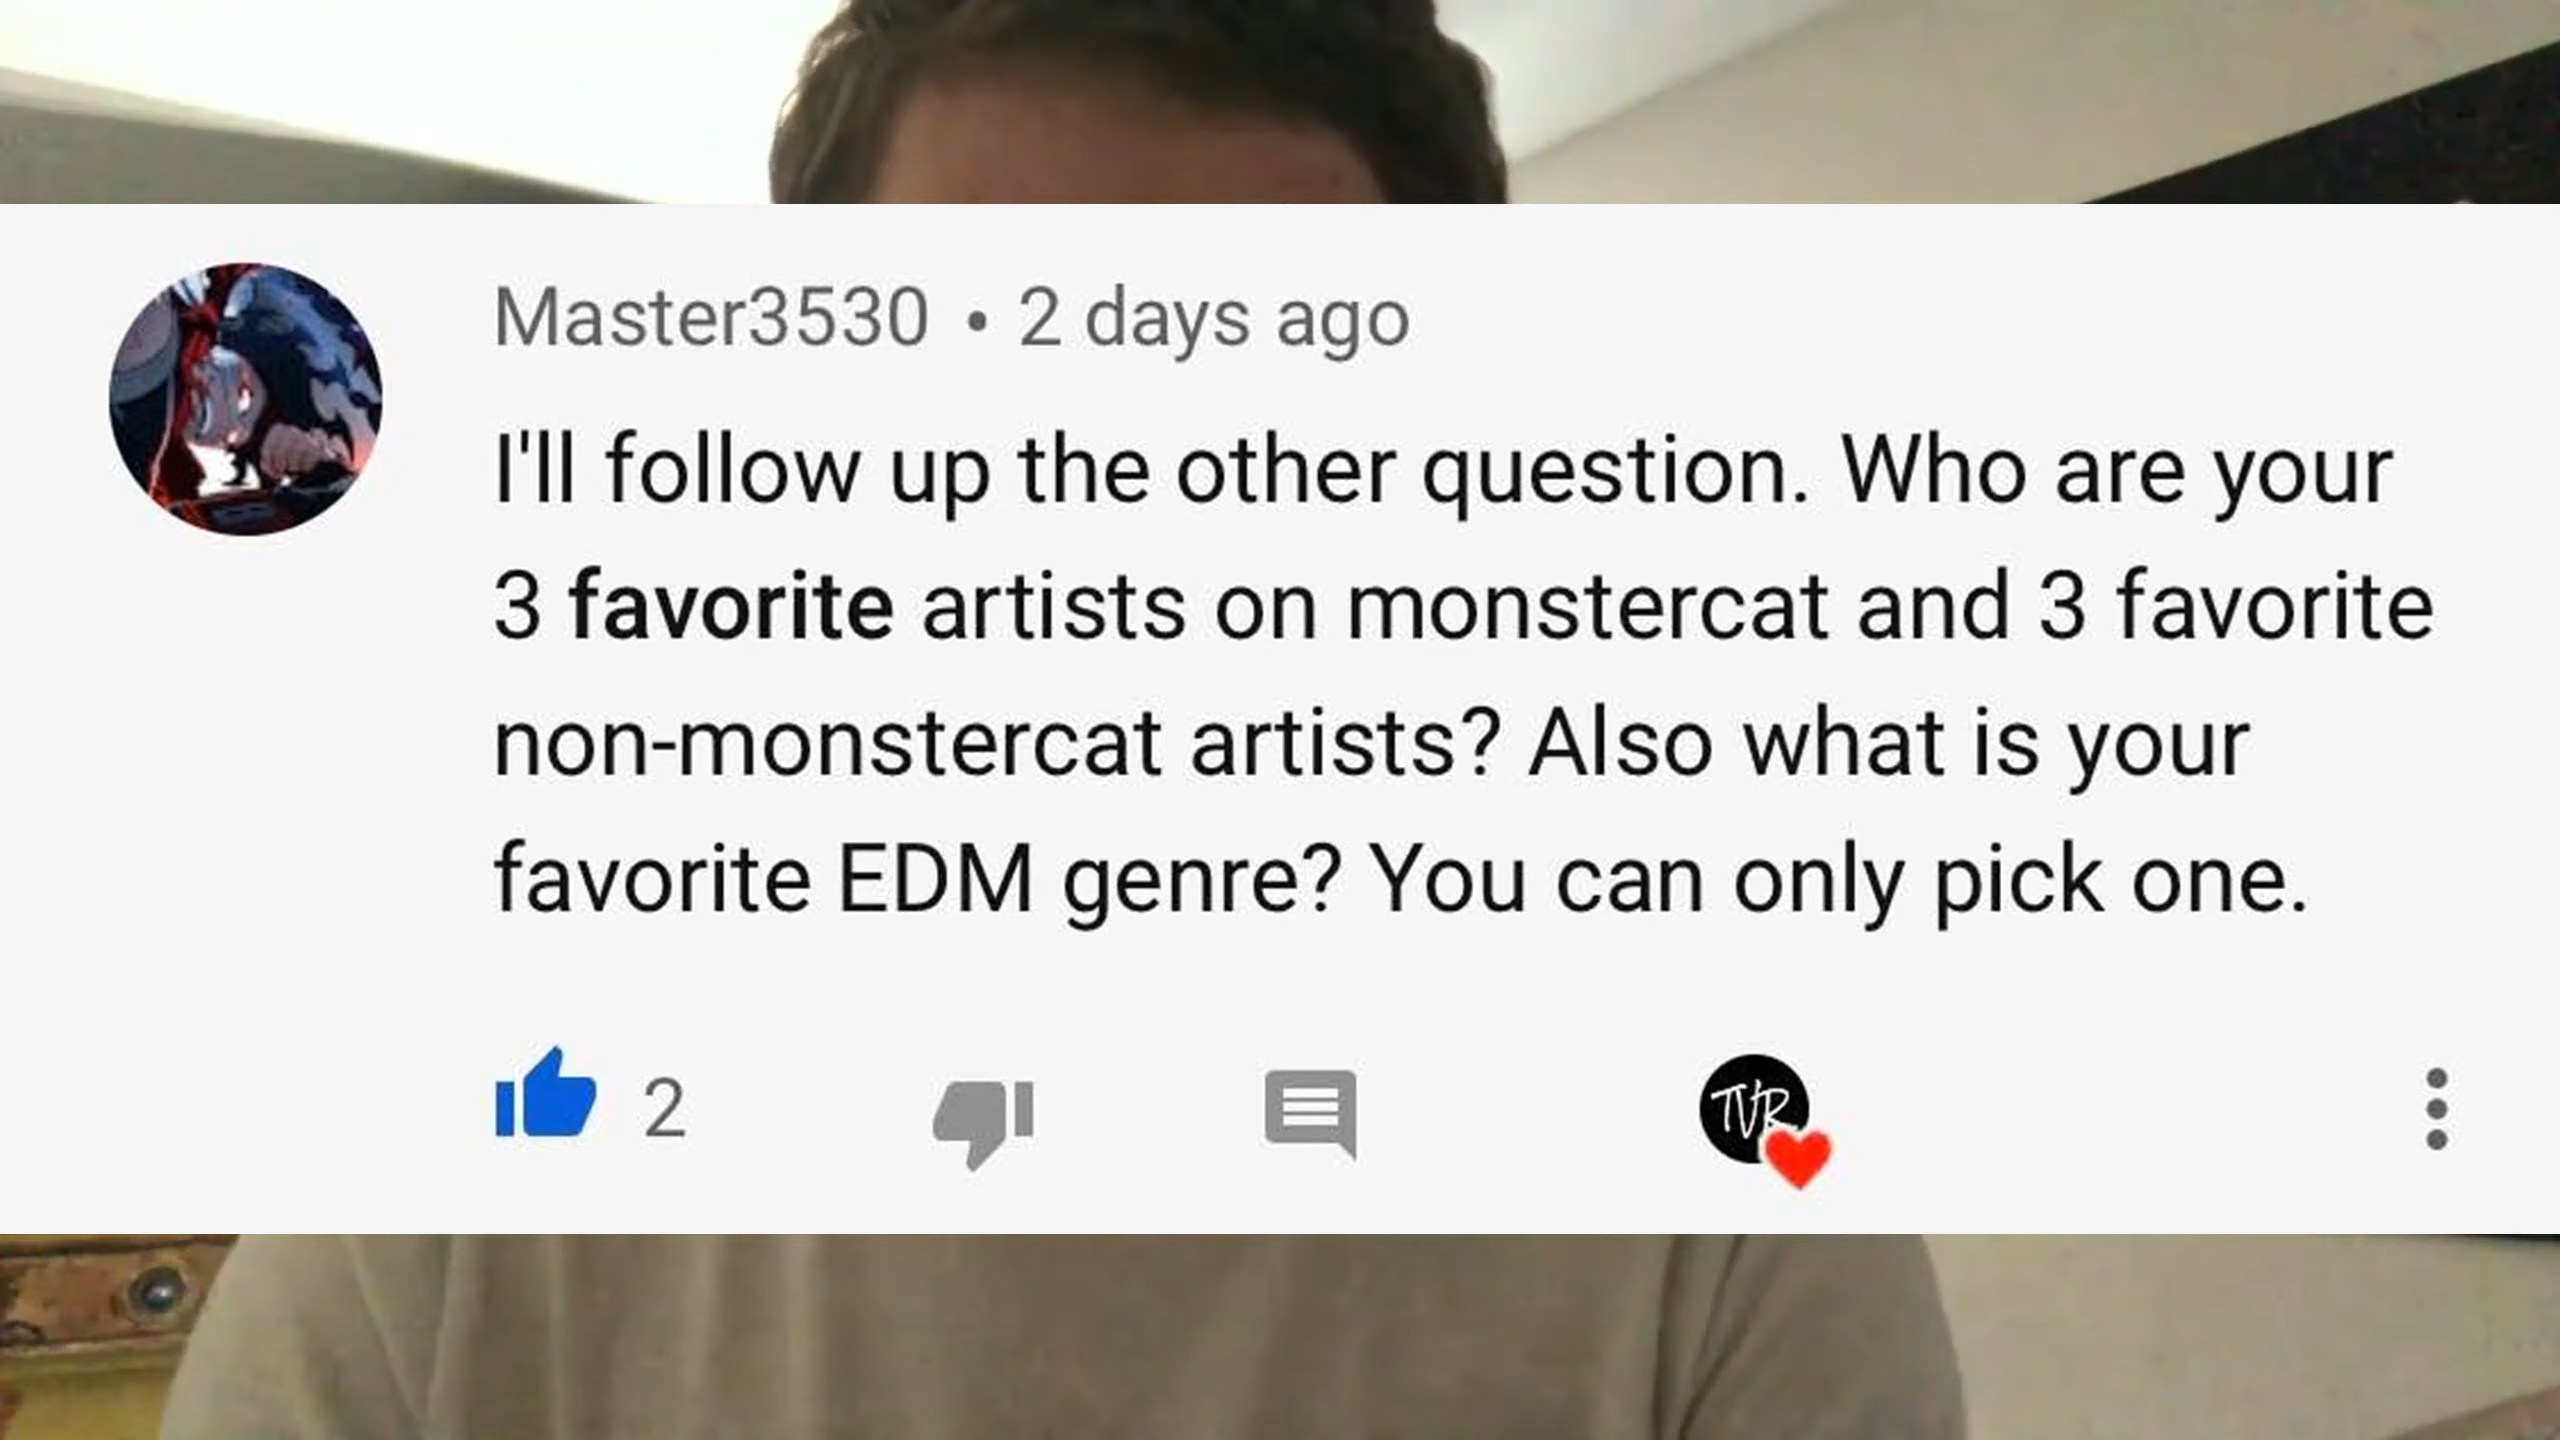 Master3530 • 2 days ago
I'll follow up the other question. Who are your
3 favorite artists on monstercat and 3 favorite
non-monstercat artists? Also what is your
favorite EDM genre? You can only pick one.
2
TVR